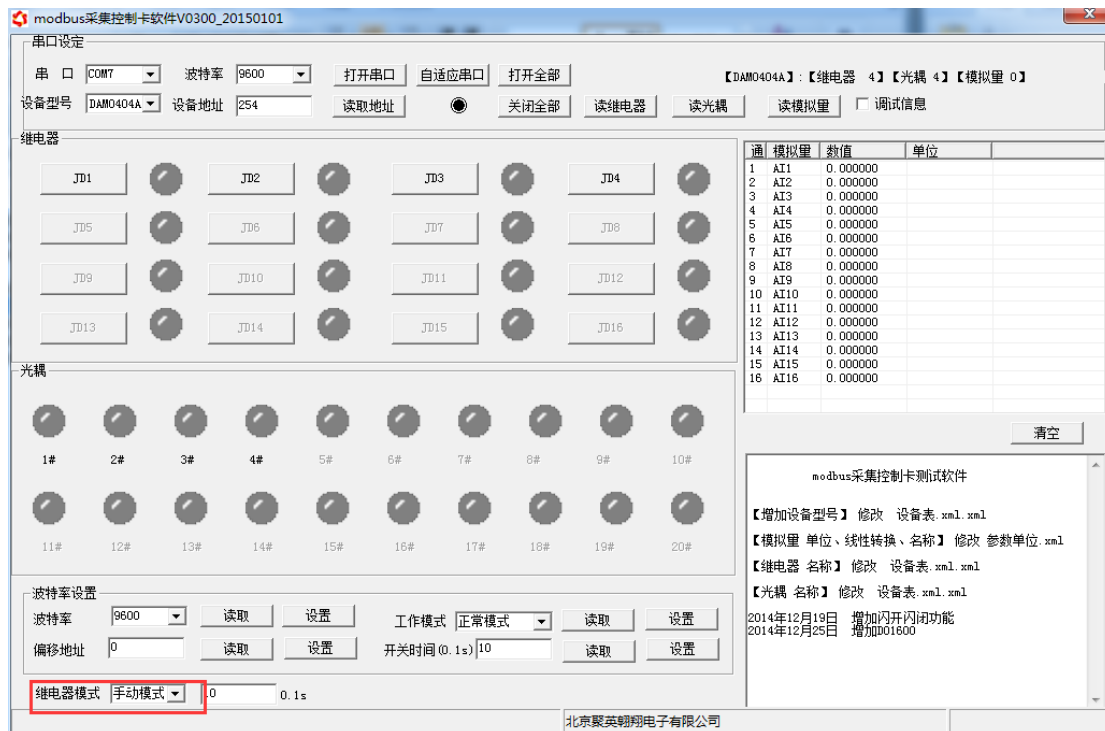 modbus采集控制卡软件V0300_20150101
串口设定
串 口 COM7 波特率 9600 打开串口 自适应串口 打开全部 【DAM0404A】:【继电器 4】【光耦 4】【模拟量 0】
设备型号 DAM0404A 设备地址 254 读取地址 关闭全部 读继电器 读光耦 读模拟量 调试信息
继电器
JD1 JD2 JD3 JD4
JD5 JD6 JD7 JD8
JD9 JD10 JD11 JD12
JD13 JD14 JD15 JD16
通 模拟量 数值 单位
1 AI1 0.000000
2 AI2 0.000000
3 AI3 0.000000
4 AI4 0.000000
5 AI5 0.000000
6 AI6 0.000000
7 AI7 0.000000
8 AI8 0.000000
9 AI9 0.000000
10 AI10 0.000000
11 AI11 0.000000
12 AI12 0.000000
13 AI13 0.000000
14 AI14 0.000000
15 AI15 0.000000
16 AI16 0.000000
清空
光耦
1# 2# 3# 4# 5# 6# 7# 8# 9# 10#
11# 12# 13# 14# 15# 16# 17# 18# 19# 20#
modbus采集控制卡测试软件
【增加设备型号】 修改 设备表.xml.xml
【模拟量 单位、线性转换、名称】 修改 参数单位.xml
【继电器 名称】 修改 设备表.xml.xml
【光耦 名称】 修改 设备表.xml.xml
2014年12月19日 增加闪开闪闭功能
2014年12月25日 增加DO1600
波特率设置
波特率 9600 读取 设置 工作模式 正常模式 读取 设置
偏移地址 0 读取 设置 开关时间(0.1s) 10 读取 设置
继电器模式 手动模式 10 0.1s
北京聚英翱翔电子有限公司